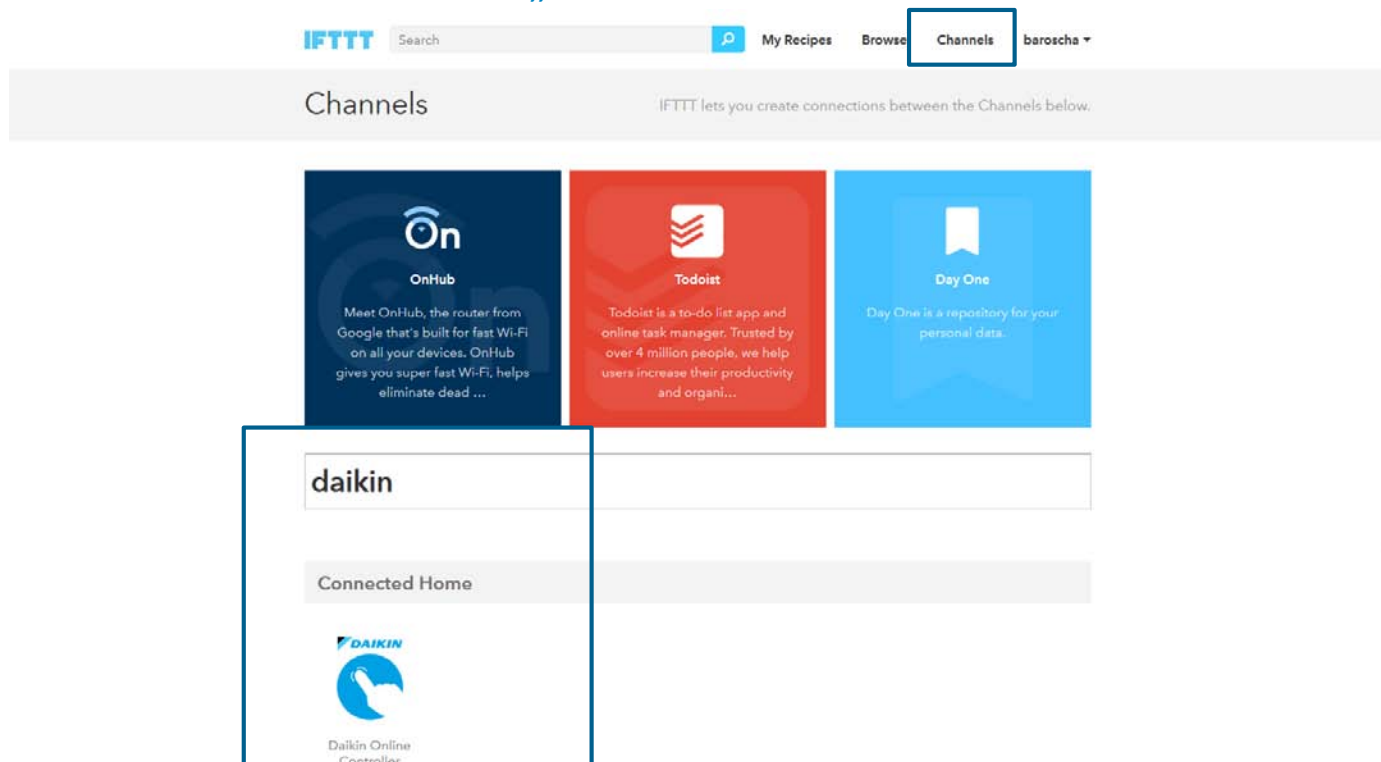 IFTTT Search My Recipes Browse Channels baroscha
Channels IFTTT lets you create connections between the Channels below.
On
OnHub
Meet OnHub, the router from
Google that's built for fast Wi-Fi
on all your devices. OnHub
gives you super fast Wi-Fi, helps
eliminate dead ...
Todoist
Todoist is a to-do list app and
online task manager. Trusted by
over 4 million people, we help
users increase their productivity
and organi...
Day One
Day One is a repository for your
personal data.
daikin
Connected Home
DAIKIN
Daikin Online
Controller